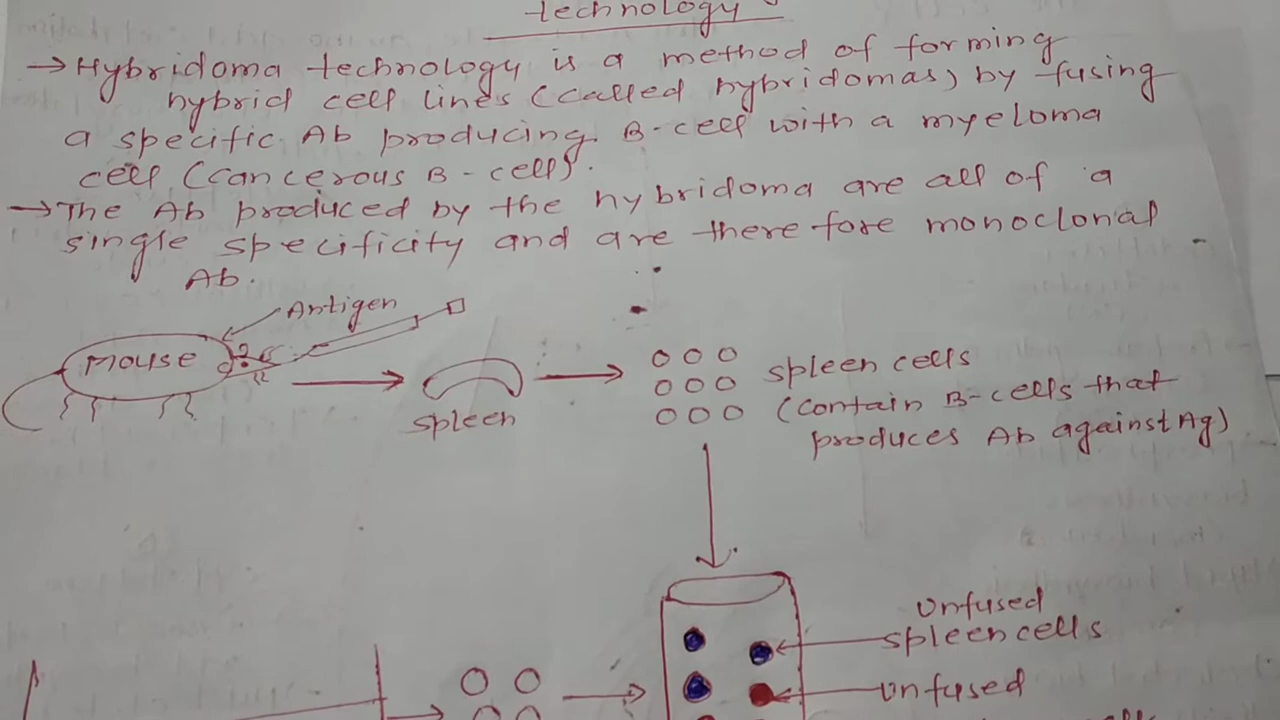 technology
→ Hybridoma technology is a method of forming
hybrid cell lines (called hybridomas) by fusing
a specific Ab producing B-cell with a myeloma
cell (cancerous B-cell).
→ The Ab produced by the hybridoma are all of a
single specificity and are there fore monoclonal
Ab.
Antigen
Mouse
spleen
spleen cells
(contain B-cells that
produces Ab against Ag)
Unfused
spleen cells
Unfused